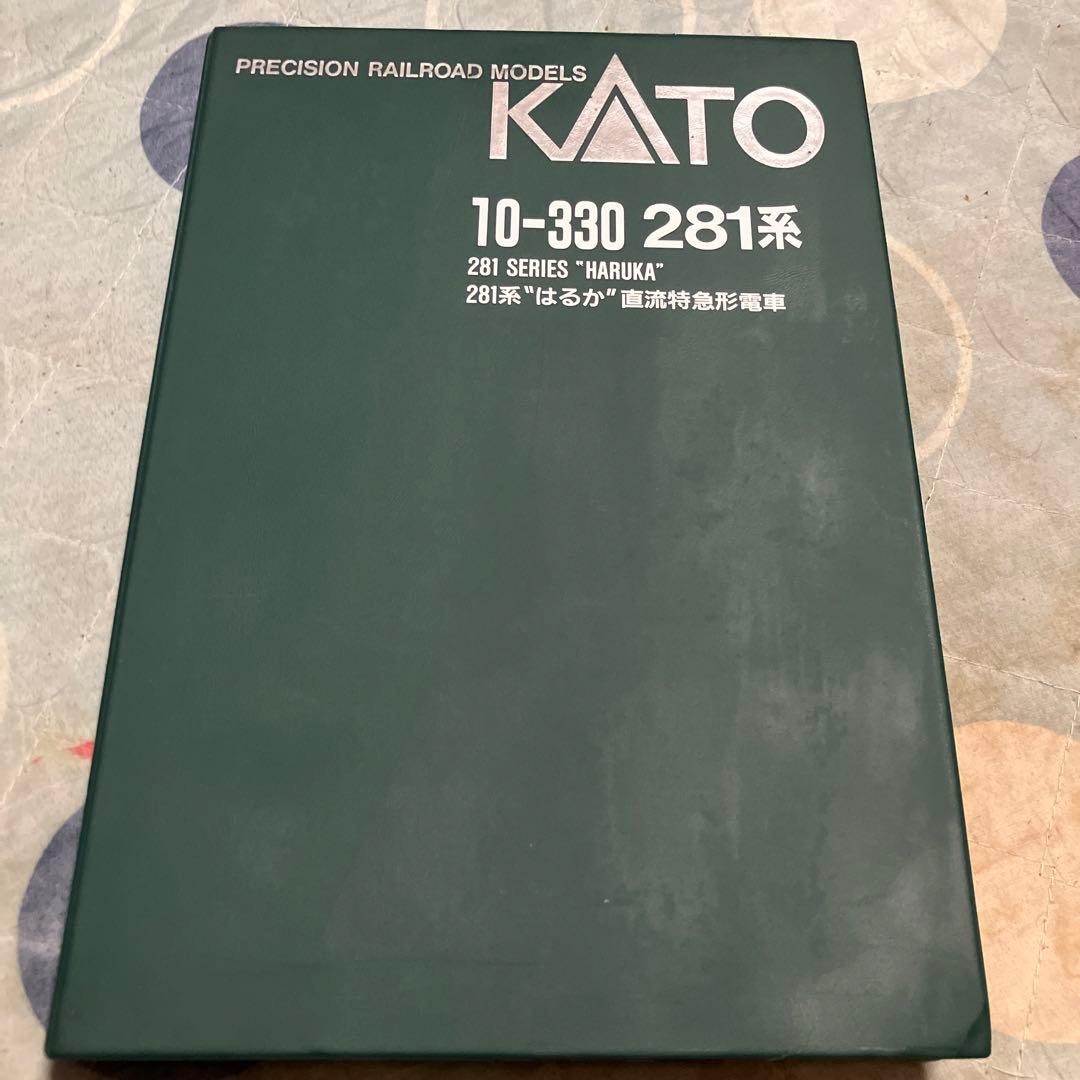 PRECISION RAILROAD MODELS
KATO
10-330 281系
281 SERIES "HARUKA"
281系"はるか"直流特急形電車